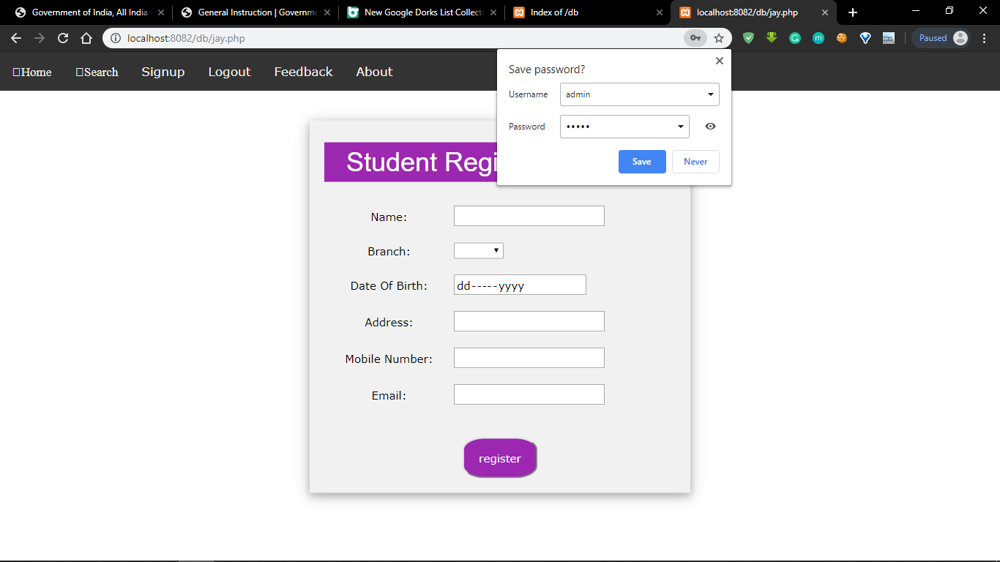 Government of India, All India
General Instruction | Governme
New Google Dorks List Collecti
Index of /db
localhost:8082/db/jay.php
localhost:8082/db/jay.php
Paused
Home
Search
Signup
Logout
Feedback
About
Save password?
Username
admin
Password
•••••
Save
Never
Student Regi
Name:
Branch:
Date Of Birth:
dd-----yyyy
Address:
Mobile Number:
Email:
register